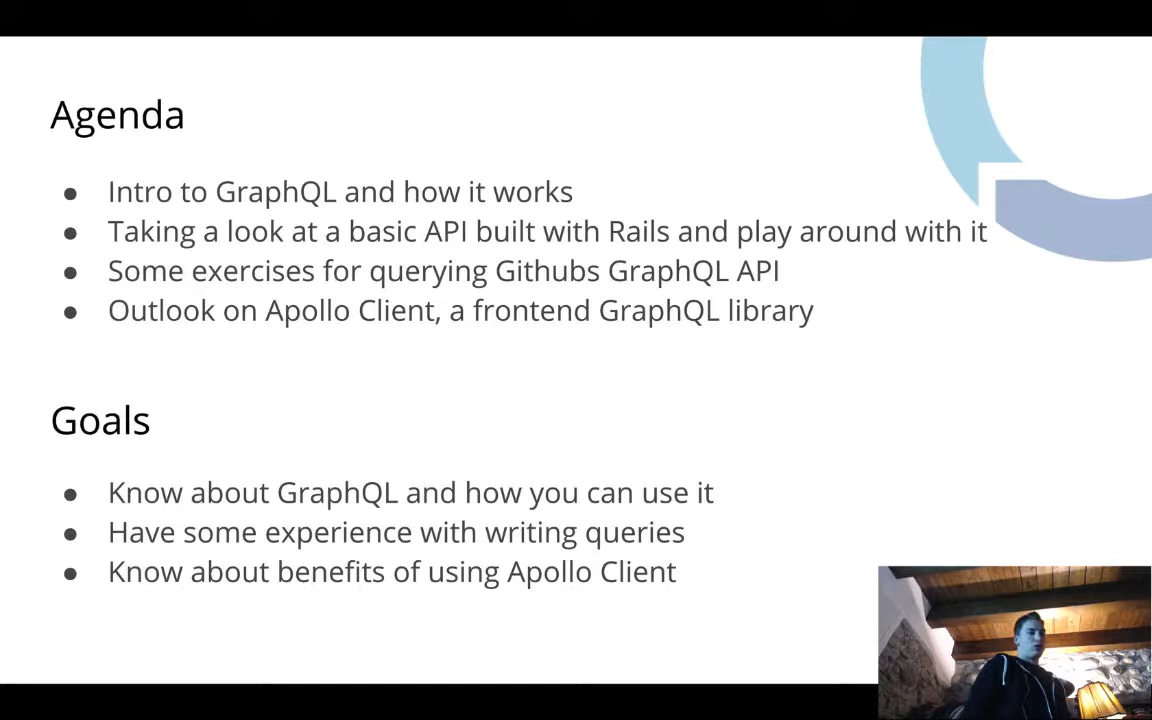 Agenda
● Intro to GraphQL and how it works
● Taking a look at a basic API built with Rails and play around with it
● Some exercises for querying Githubs GraphQL API
● Outlook on Apollo Client, a frontend GraphQL library
Goals
● Know about GraphQL and how you can use it
● Have some experience with writing queries
● Know about benefits of using Apollo Client